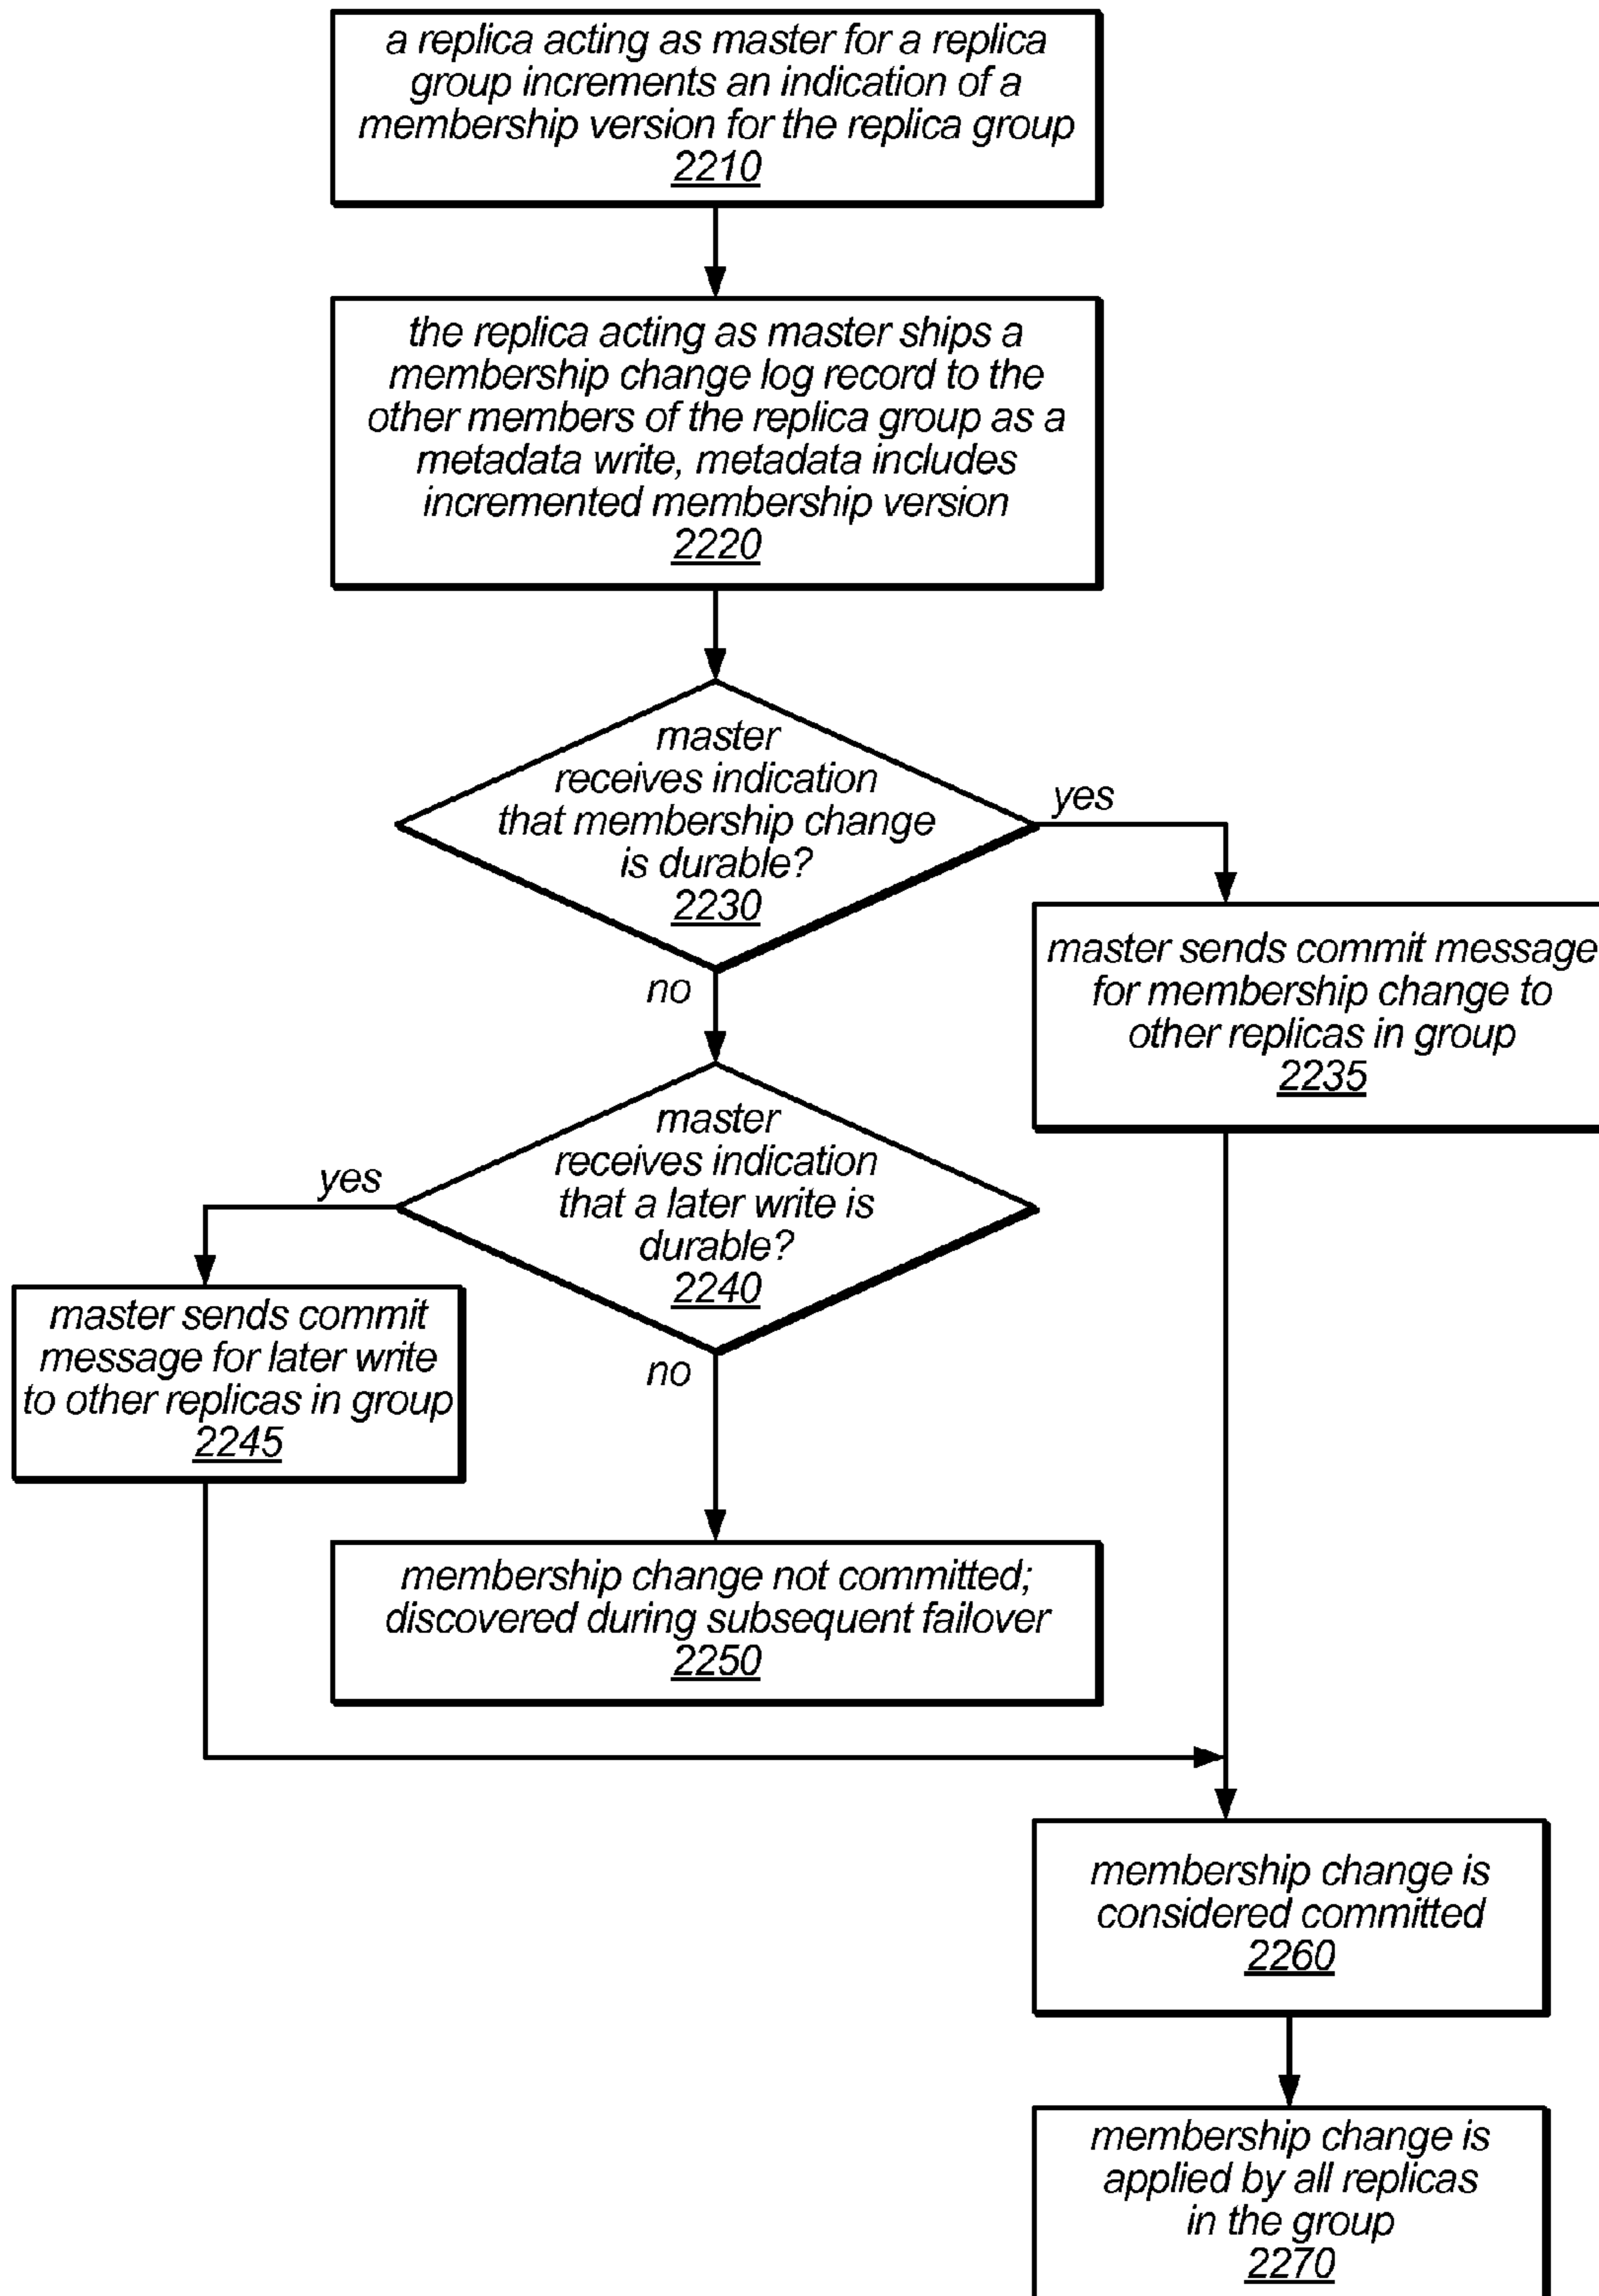 a replica acting as master for a replica
group increments an indication of a
membership version for the replica group
2210
the replica acting as master ships a
membership change log record to the
other members of the replica group as a
metadata write, metadata includes
incremented membership version
2220
master
receives indication
that membership change
is durable?
2230
yes
no
master sends commit message
for membership change to
other replicas in group
2235
master
receives indication
that a later write is
durable?
2240
yes
no
master sends commit
message for later write
to other replicas in group
2245
membership change not committed;
discovered during subsequent failover
2250
membership change is
considered committed
2260
membership change is
applied by all replicas
in the group
2270